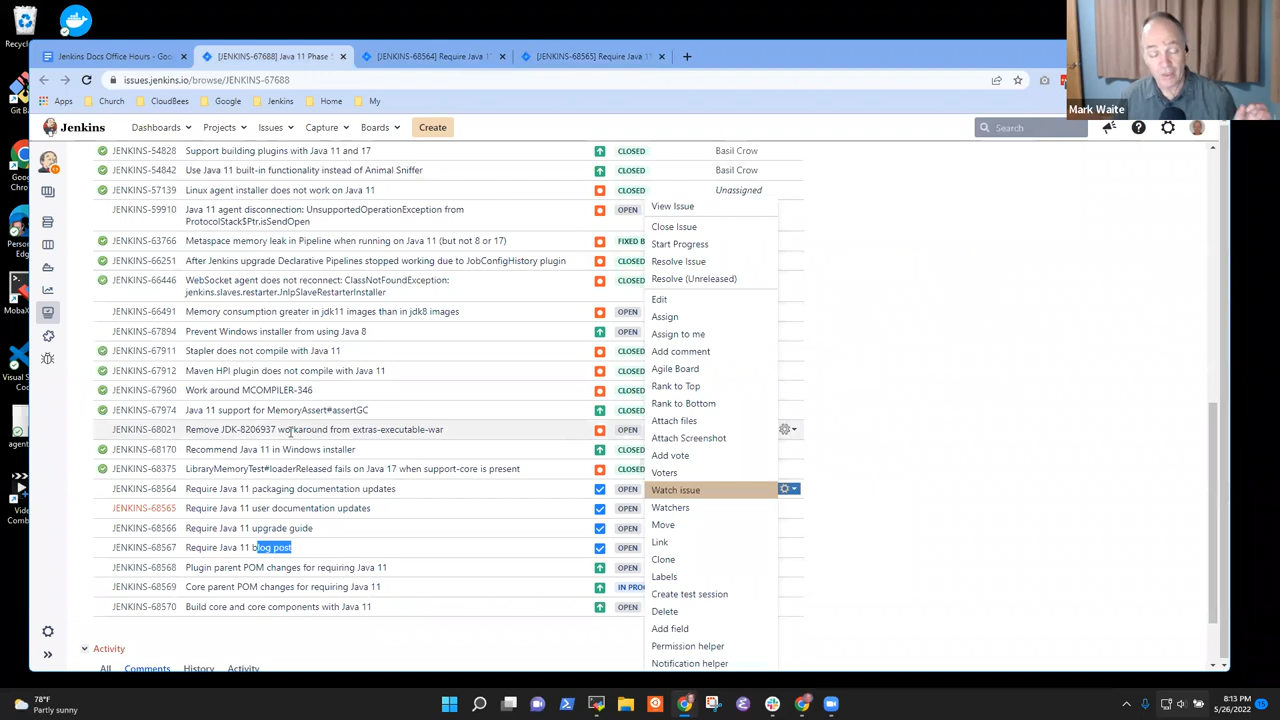 Jenkins Docs Office Hours - Goo
[JENKINS-67688] Java 11 Phase
[JENKINS-68564] Require Java 1
[JENKINS-68565] Require Java 1
issues.jenkins.io/browse/JENKINS-67688
Apps
Church
CloudBees
Google
Jenkins
Home
My
Mark Waite
Git Ba
Goo
Chro
Person
Edg
MobaX
Visual S
Cod
agent
Video
Comb
Jenkins
Dashboards
Projects
Issues
Capture
Boards
Create
Search
JENKINS-54828 Support building plugins with Java 11 and 17 CLOSED Basil Crow
JENKINS-54842 Use Java 11 built-in functionality instead of Animal Sniffer CLOSED Basil Crow
JENKINS-57139 Linux agent installer does not work on Java 11 CLOSED Unassigned
JENKINS-59910 Java 11 agent disconnection: UnsupportedOperationException from OPEN
ProtocolStack$Ptr.isSendOpen
JENKINS-63766 Metaspace memory leak in Pipeline when running on Java 11 (but not 8 or 17) FIXED B
JENKINS-66251 After Jenkins upgrade Declarative Pipelines stopped working due to JobConfigHistory plugin CLOSED
JENKINS-66446 WebSocket agent does not reconnect: ClassNotFoundException: CLOSED
jenkins.slaves.restarter.JnlpSlaveRestarterInstaller
JENKINS-66491 Memory consumption greater in jdk11 images than in jdk8 images OPEN
JENKINS-67894 Prevent Windows installer from using Java 8 OPEN
JENKINS-67911 Stapler does not compile with Java 11 CLOSED
JENKINS-67912 Maven HPI plugin does not compile with Java 11 CLOSED
JENKINS-67960 Work around MCOMPILER-346 CLOSED
JENKINS-67974 Java 11 support for MemoryAssert#assertGC CLOSED
JENKINS-68021 Remove JDK-8206937 workaround from extras-executable-war OPEN
JENKINS-68170 Recommend Java 11 in Windows installer CLOSED
JENKINS-68375 LibraryMemoryTest#loaderReleased fails on Java 17 when support-core is present CLOSED
JENKINS-68564 Require Java 11 packaging documentation updates OPEN
JENKINS-68565 Require Java 11 user documentation updates OPEN
JENKINS-68566 Require Java 11 upgrade guide OPEN
JENKINS-68567 Require Java 11 blog post OPEN
JENKINS-68568 Plugin parent POM changes for requiring Java 11 OPEN
JENKINS-68569 Core parent POM changes for requiring Java 11 IN PRO
JENKINS-68570 Build core and core components with Java 11 OPEN
View Issue
Close Issue
Start Progress
Resolve Issue
Resolve (Unreleased)
Edit
Assign
Assign to me
Add comment
Agile Board
Rank to Top
Rank to Bottom
Attach files
Attach Screenshot
Add vote
Voters
Watch issue
Watchers
Move
Link
Clone
Labels
Create test session
Delete
Add field
Permission helper
Notification helper
Activity
All
Comments
History
Activity
78°F
Partly sunny
8:13 PM
5/26/2022